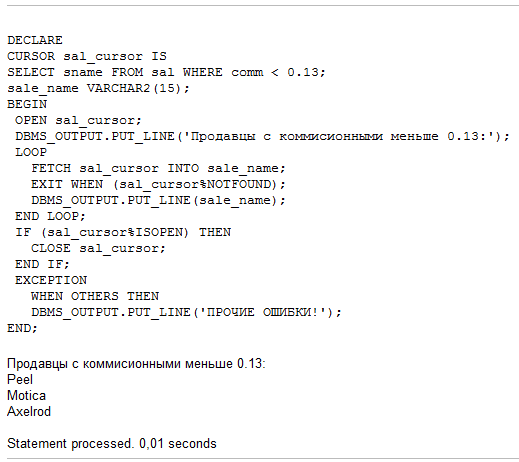 DECLARE
CURSOR sal_cursor IS
SELECT sname FROM sal WHERE comm < 0.13;
sale_name VARCHAR2(15);
BEGIN
OPEN sal_cursor;
DBMS_OUTPUT.PUT_LINE('Продавцы с коммисионными меньше 0.13:');
LOOP
FETCH sal_cursor INTO sale_name;
EXIT WHEN (sal_cursor%NOTFOUND);
DBMS_OUTPUT.PUT_LINE(sale_name);
END LOOP;
IF (sal_cursor%ISOPEN) THEN
CLOSE sal_cursor;
END IF;
EXCEPTION
WHEN OTHERS THEN
DBMS_OUTPUT.PUT_LINE('ПРОЧИЕ ОШИБКИ!');
END;
Продавцы с коммисионными меньше 0.13:
Peel
Motica
Axelrod
Statement processed. 0,01 seconds